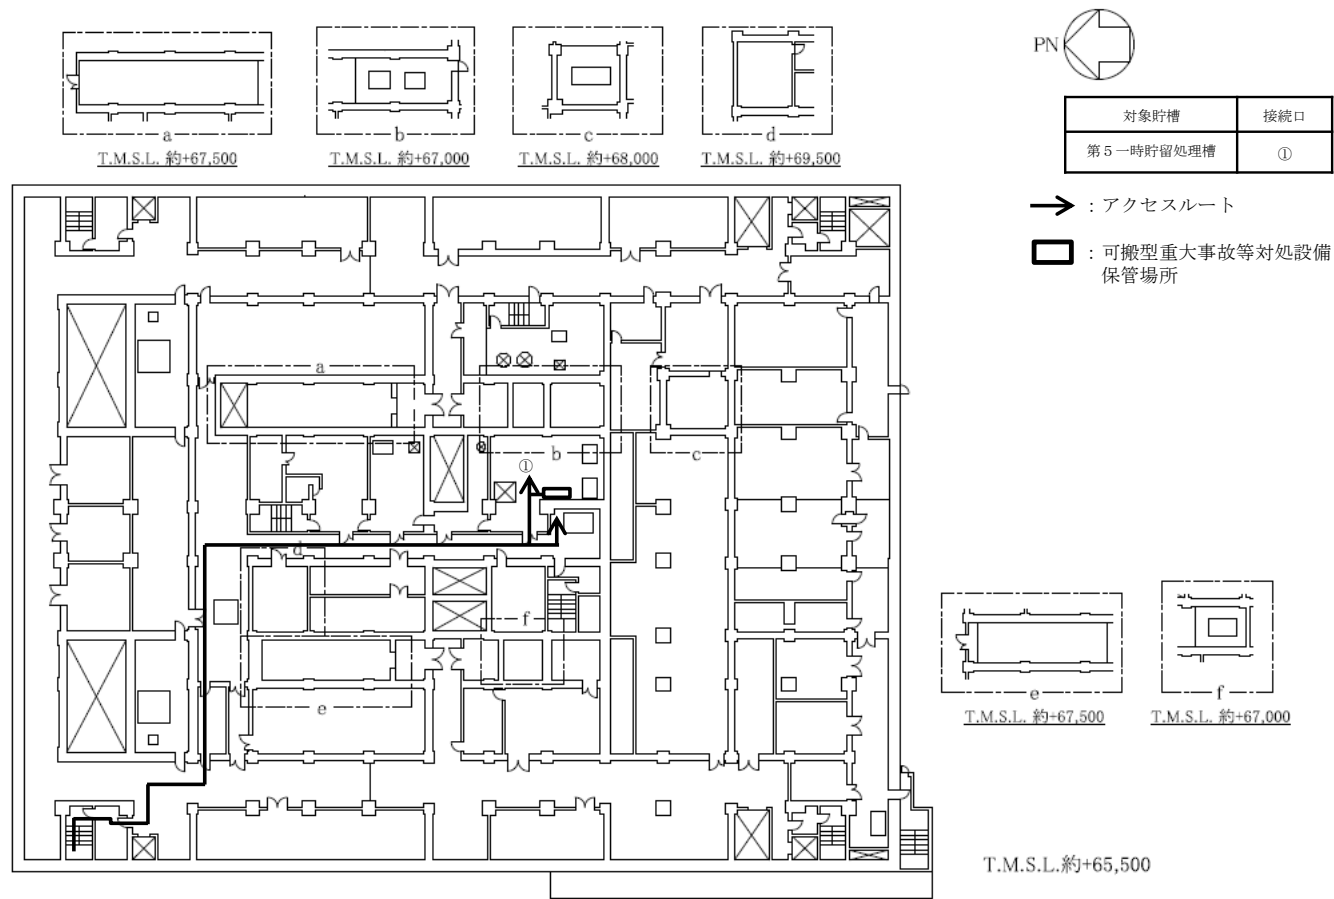 a
T.M.S.L. 約+67,500
b
T.M.S.L. 約+67,000
c
T.M.S.L. 約+68,000
d
T.M.S.L. 約+69,500
PN
対象貯槽 接続口
第５一時貯留処理槽 ①
：アクセスルート
：可搬型重大事故等対処設備
保管場所
a
b
c
①
d
f
e
e
T.M.S.L. 約+67,500
f
T.M.S.L. 約+67,000
T.M.S.L.約+65,500